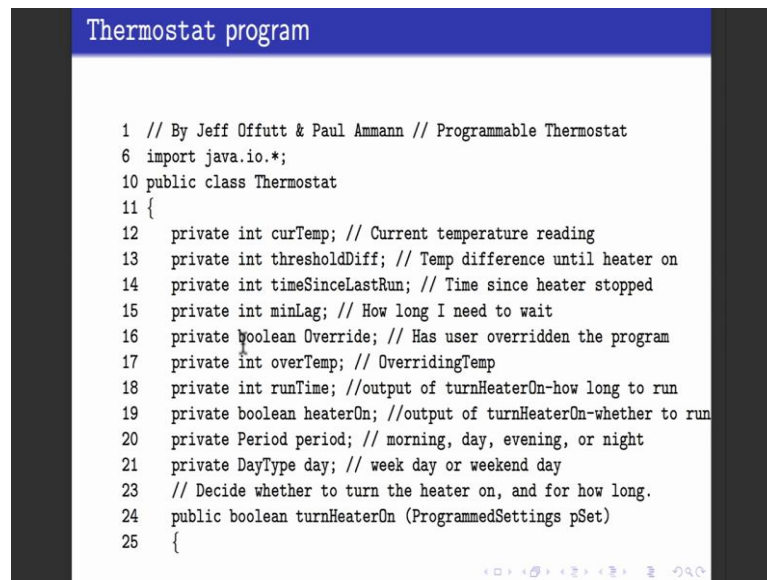 Thermostat program
1 // By Jeff Offutt & Paul Ammann // Programmable Thermostat
6 import java.io.*;
10 public class Thermostat
11 {
12 private int curTemp; // Current temperature reading
13 private int thresholdDiff; // Temp difference until heater on
14 private int timeSinceLastRun; // Time since heater stopped
15 private int minLag; // How long I need to wait
16 private boolean Override; // Has user overridden the program
17 private int overTemp; // OverridingTemp
18 private int runTime; //output of turnHeaterOn-how long to run
19 private boolean heaterOn; //output of turnHeaterOn-whether to run
20 private Period period; // morning, day, evening, or night
21 private DayType day; // week day or weekend day
23 // Decide whether to turn the heater on, and for how long.
24 public boolean turnHeaterOn (ProgrammedSettings pSet)
25 {